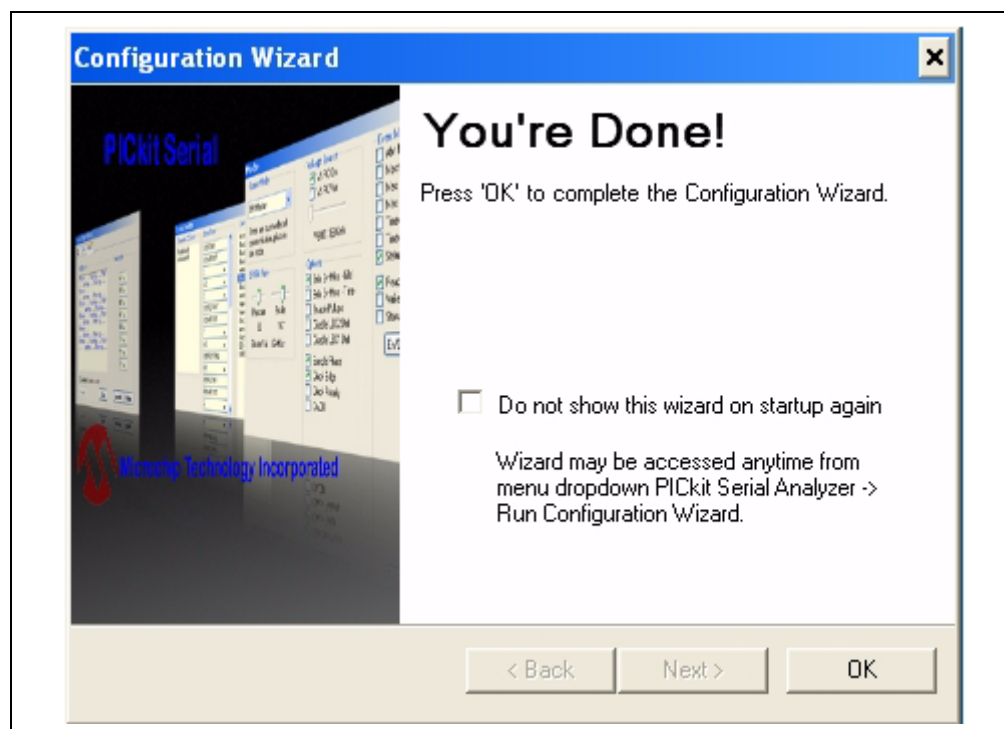 Configuration Wizard
PICkit Serial
Microchip Technology Incorporated
You're Done!
Press 'OK' to complete the Configuration Wizard.
Do not show this wizard on startup again
Wizard may be accessed anytime from
menu dropdown PICkit Serial Analyzer ->
Run Configuration Wizard.
< Back
Next >
OK